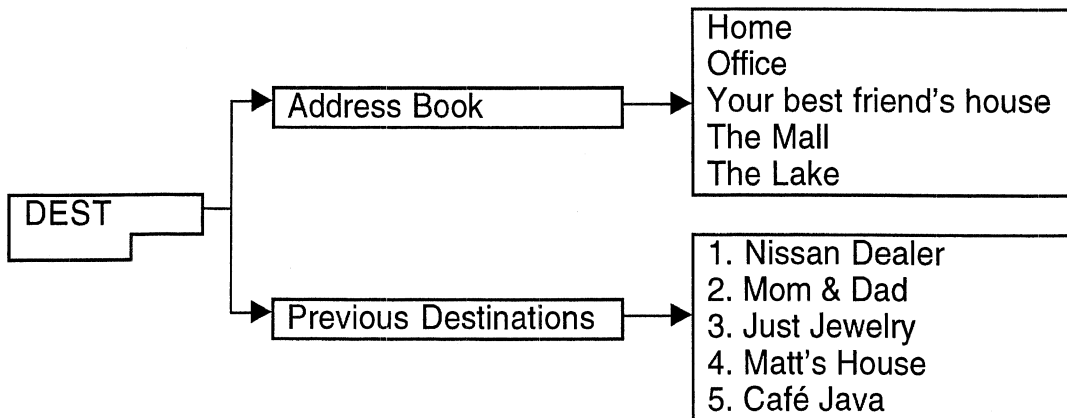 DEST
Address Book
Home
Office
Your best friend's house
The Mall
The Lake
Previous Destinations
1. Nissan Dealer
2. Mom & Dad
3. Just Jewelry
4. Matt's House
5. Café Java